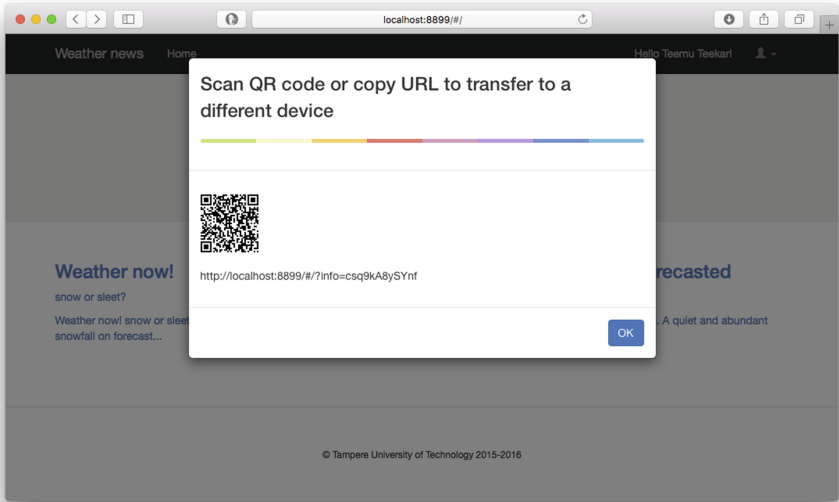 localhost:8899/#/
Weather news Home Hello Teemu Teekari
Scan QR code or copy URL to transfer to a
different device
http://localhost:8899/#/?info=csq9kA8ySYnf
OK
Weather now!
snow or sleet?
Weather now! snow or sleet
snowfall on forecast...
recasted
. A quiet and abundant
© Tampere University of Technology 2015-2016